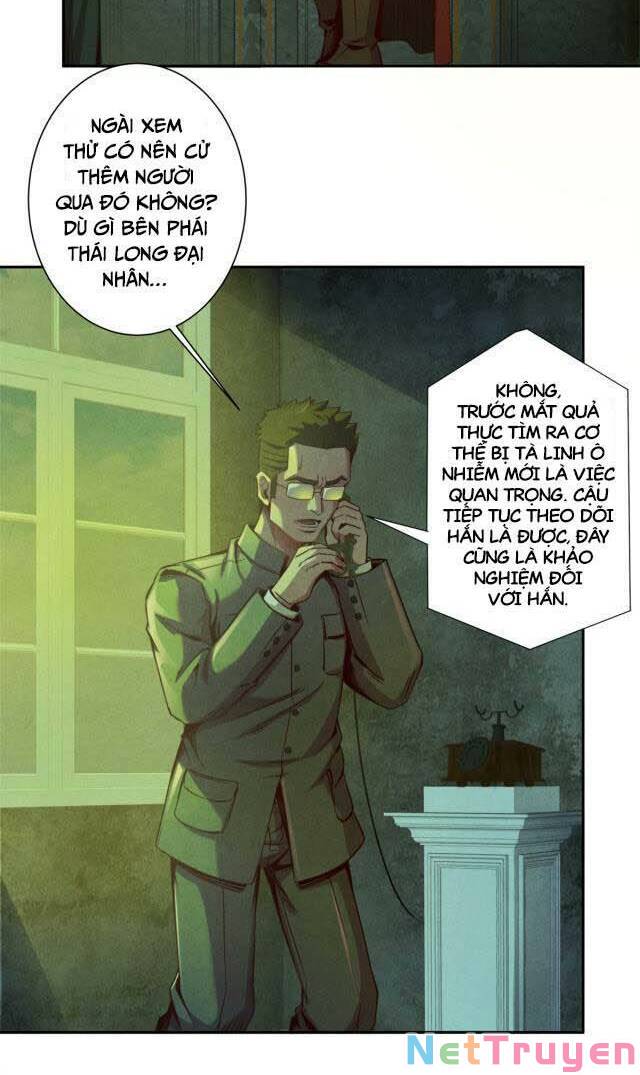 NGÀI XEM
THỬ CÓ NÊN CỬ
THÊM NGƯỜI
QUA ĐÓ KHÔNG?
DÙ GÌ BÊN PHÁI
THÁI LONG ĐẠI
NHÂN...
KHÔNG,
TRƯỚC MẮT QUẢ
THỰC TÌM RA CƠ
THỂ BỊ TÀ LINH Ô
NHIỄM MỚI LÀ VIỆC
QUAN TRỌNG. CẬU
TIẾP TỤC THEO DÕI
HẮN LÀ ĐƯỢC, ĐÂY
CŨNG LÀ KHẢO
NGHIỆM ĐỐI
VỚI HẮN.
NetTruyen